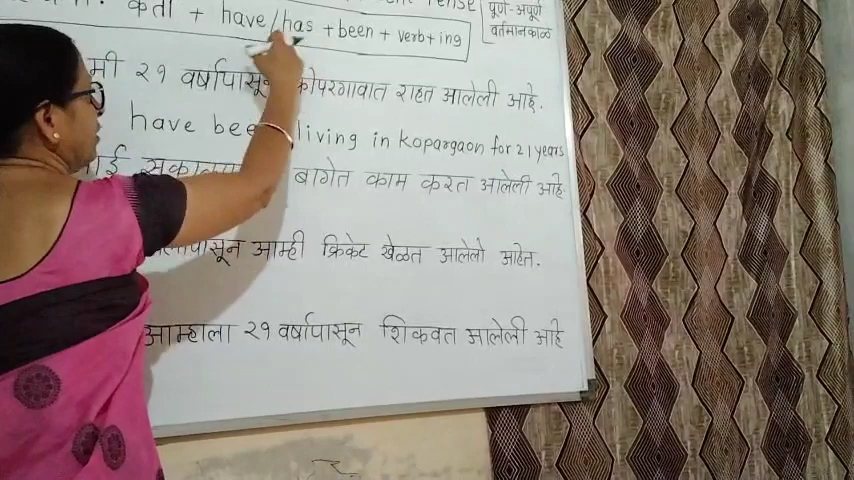 कर्ता + have/has +been + verb+ing
पूर्ण-अपूर्ण
वर्तमानकाळ
मी २१ वर्षापासून कोपरगावात राहत आलेली आहे.
have been living in Kopargaon for 21 years
बागेत काम करत आलेली आहे.
आम्ही क्रिकेट खेळत आलेलो आहोत.
आम्हाला २१ वर्षापासून शिकवत आलेली आहे